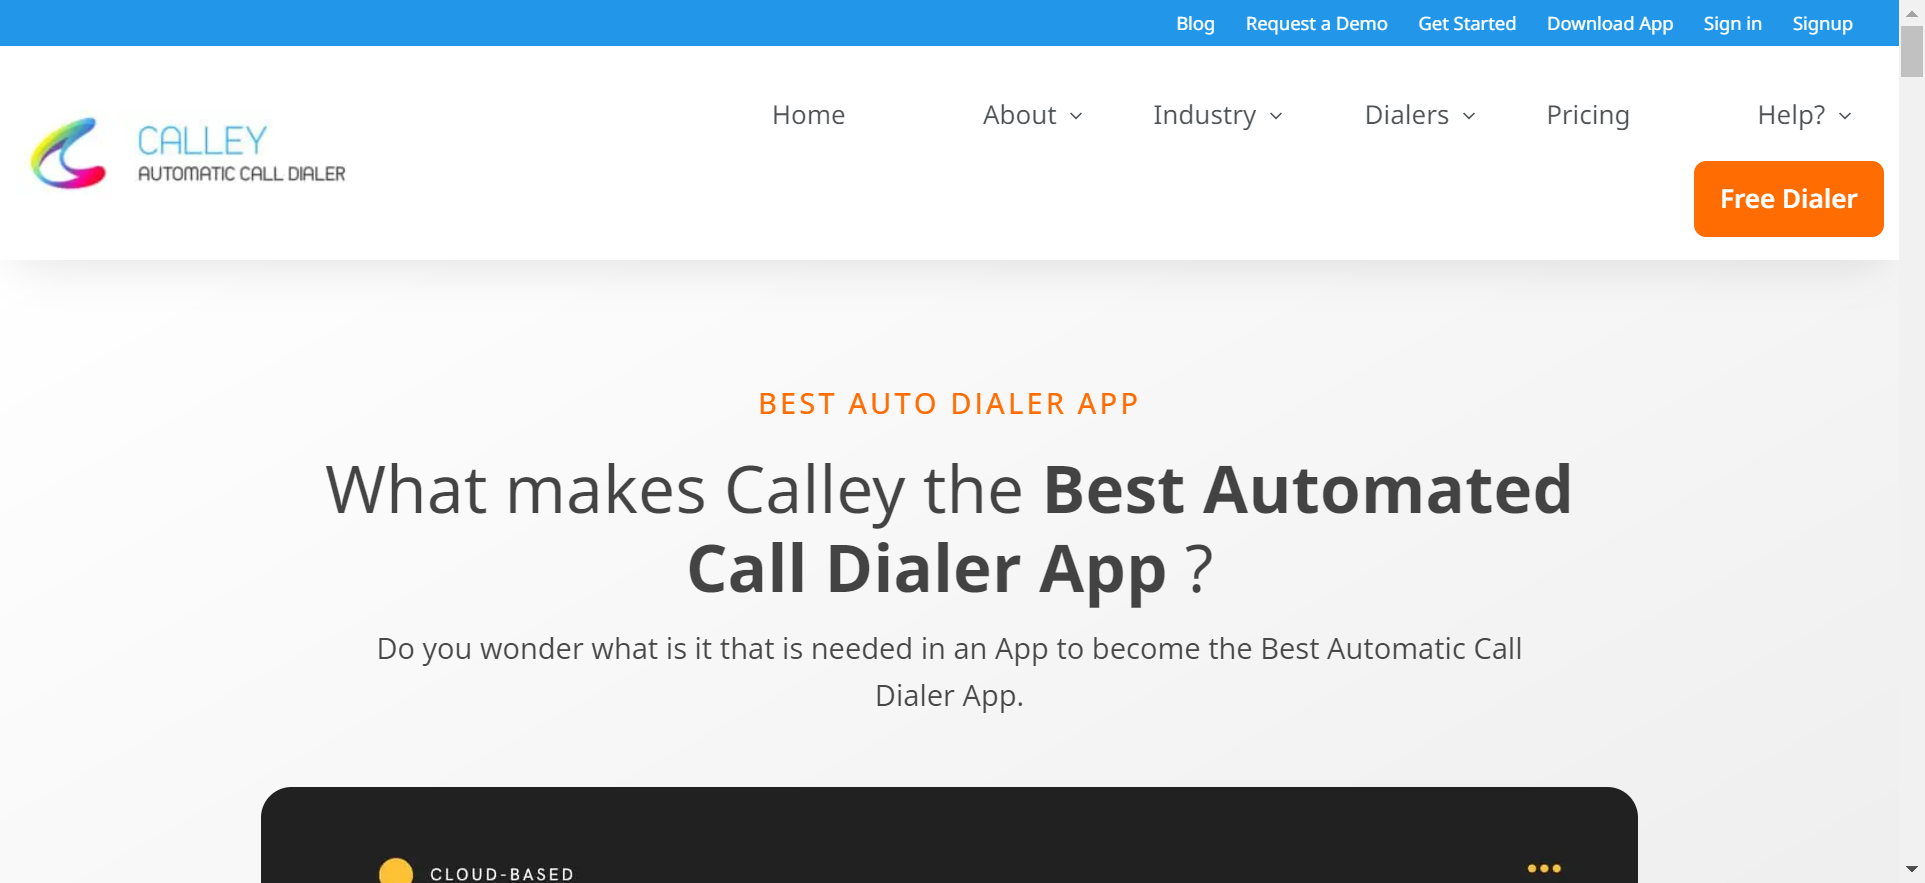 Blog Request a Demo Get Started Download App Sign in Signup
Home About Industry Dialers Pricing Help?
CALLEY
AUTOMATIC CALL DIALER
Free Dialer
BEST AUTO DIALER APP
What makes Calley the Best Automated
Call Dialer App ?
Do you wonder what is it that is needed in an App to become the Best Automatic Call
Dialer App.
CLOUD-BASED